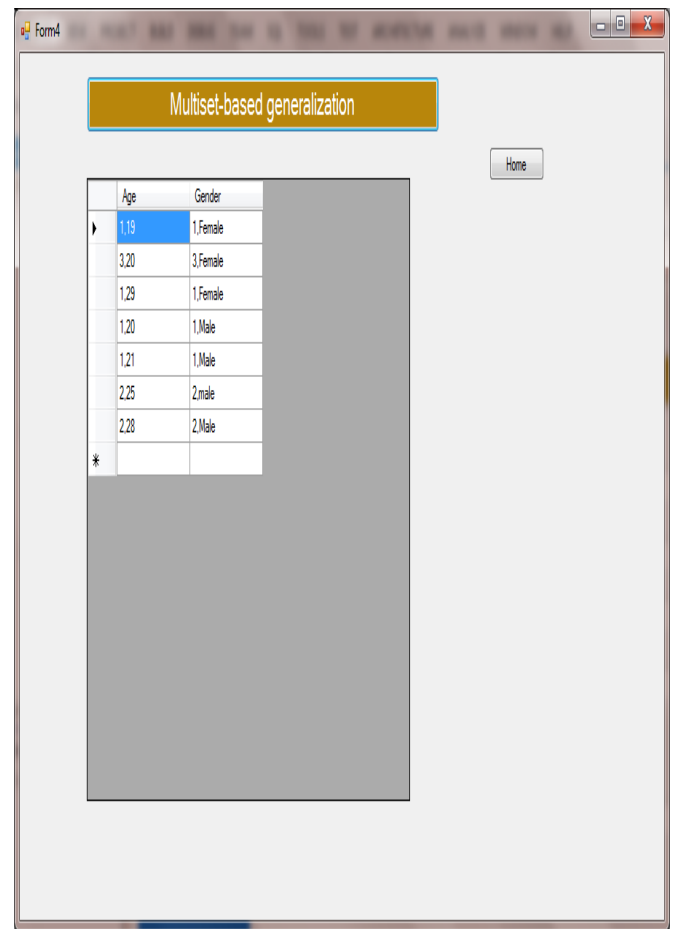 Form4
Multiset-based generalization
Home
Age Gender
1,19 1,Female
3,20 3,Female
1,29 1,Female
1,20 1,Male
1,21 1,Male
2,25 2,male
2,28 2,Male